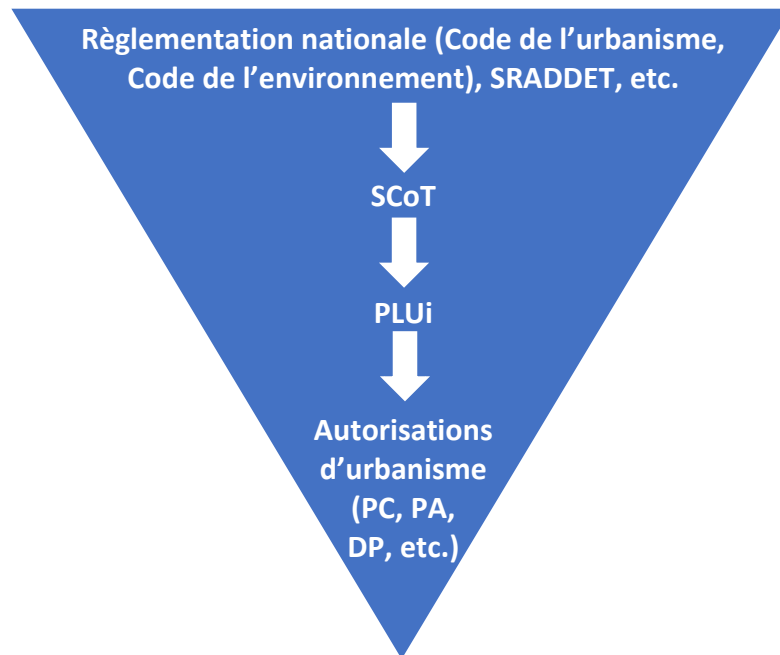 Règlementation nationale (Code de l’urbanisme,
Code de l’environnement), SRADDET, etc.
SCoT
PLUi
Autorisations
d’urbanisme
(PC, PA,
DP, etc.)